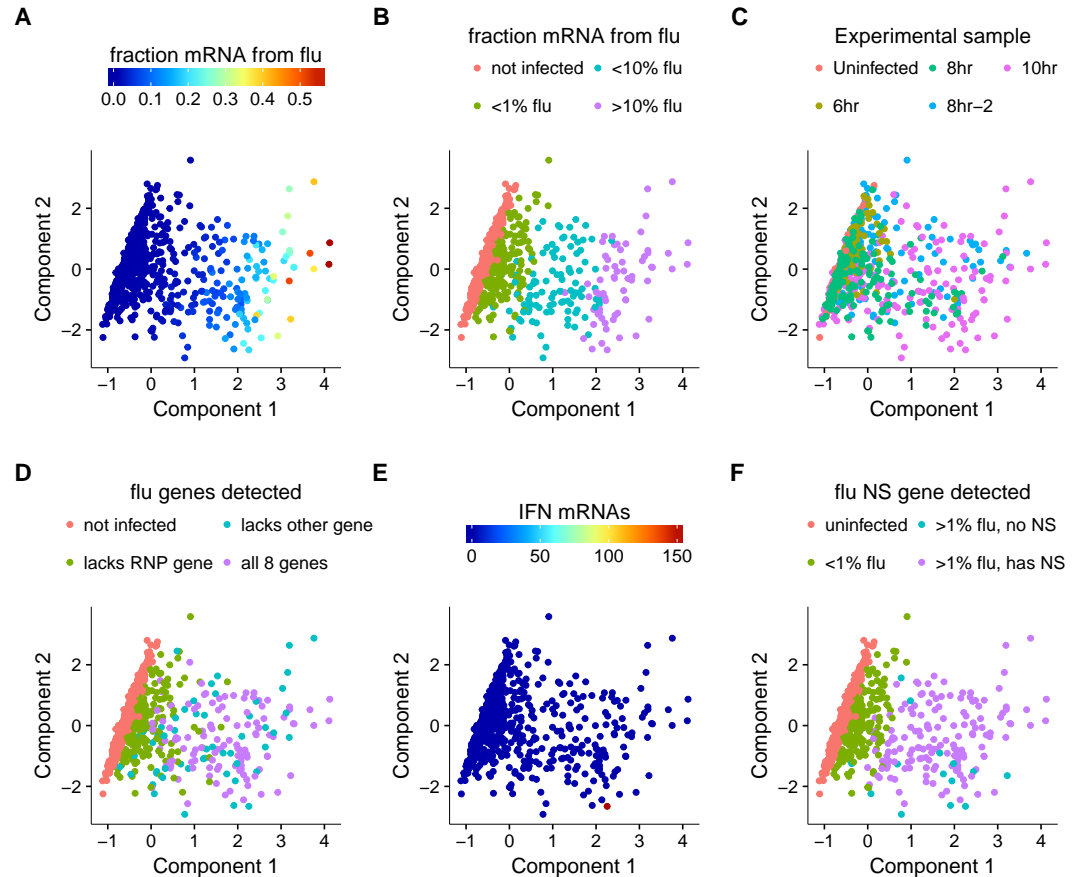 A
fraction mRNA from flu
0.0 0.1 0.2 0.3 0.4 0.5
2
0
−2
−1 0 1 2 3 4
Component 1
Component 2
B
fraction mRNA from flu
not infected <10% flu
<1% flu >10% flu
2
0
−2
−1 0 1 2 3 4
Component 1
Component 2
C
Experimental sample
Uninfected 8hr 10hr
6hr 8hr−2
2
0
−2
−1 0 1 2 3 4
Component 1
Component 2
D
flu genes detected
not infected lacks other gene
lacks RNP gene all 8 genes
2
0
−2
−1 0 1 2 3 4
Component 1
Component 2
E
IFN mRNAs
0 50 100 150
2
0
−2
−1 0 1 2 3 4
Component 1
Component 2
F
flu NS gene detected
uninfected >1% flu, no NS
<1% flu >1% flu, has NS
2
0
−2
−1 0 1 2 3 4
Component 1
Component 2